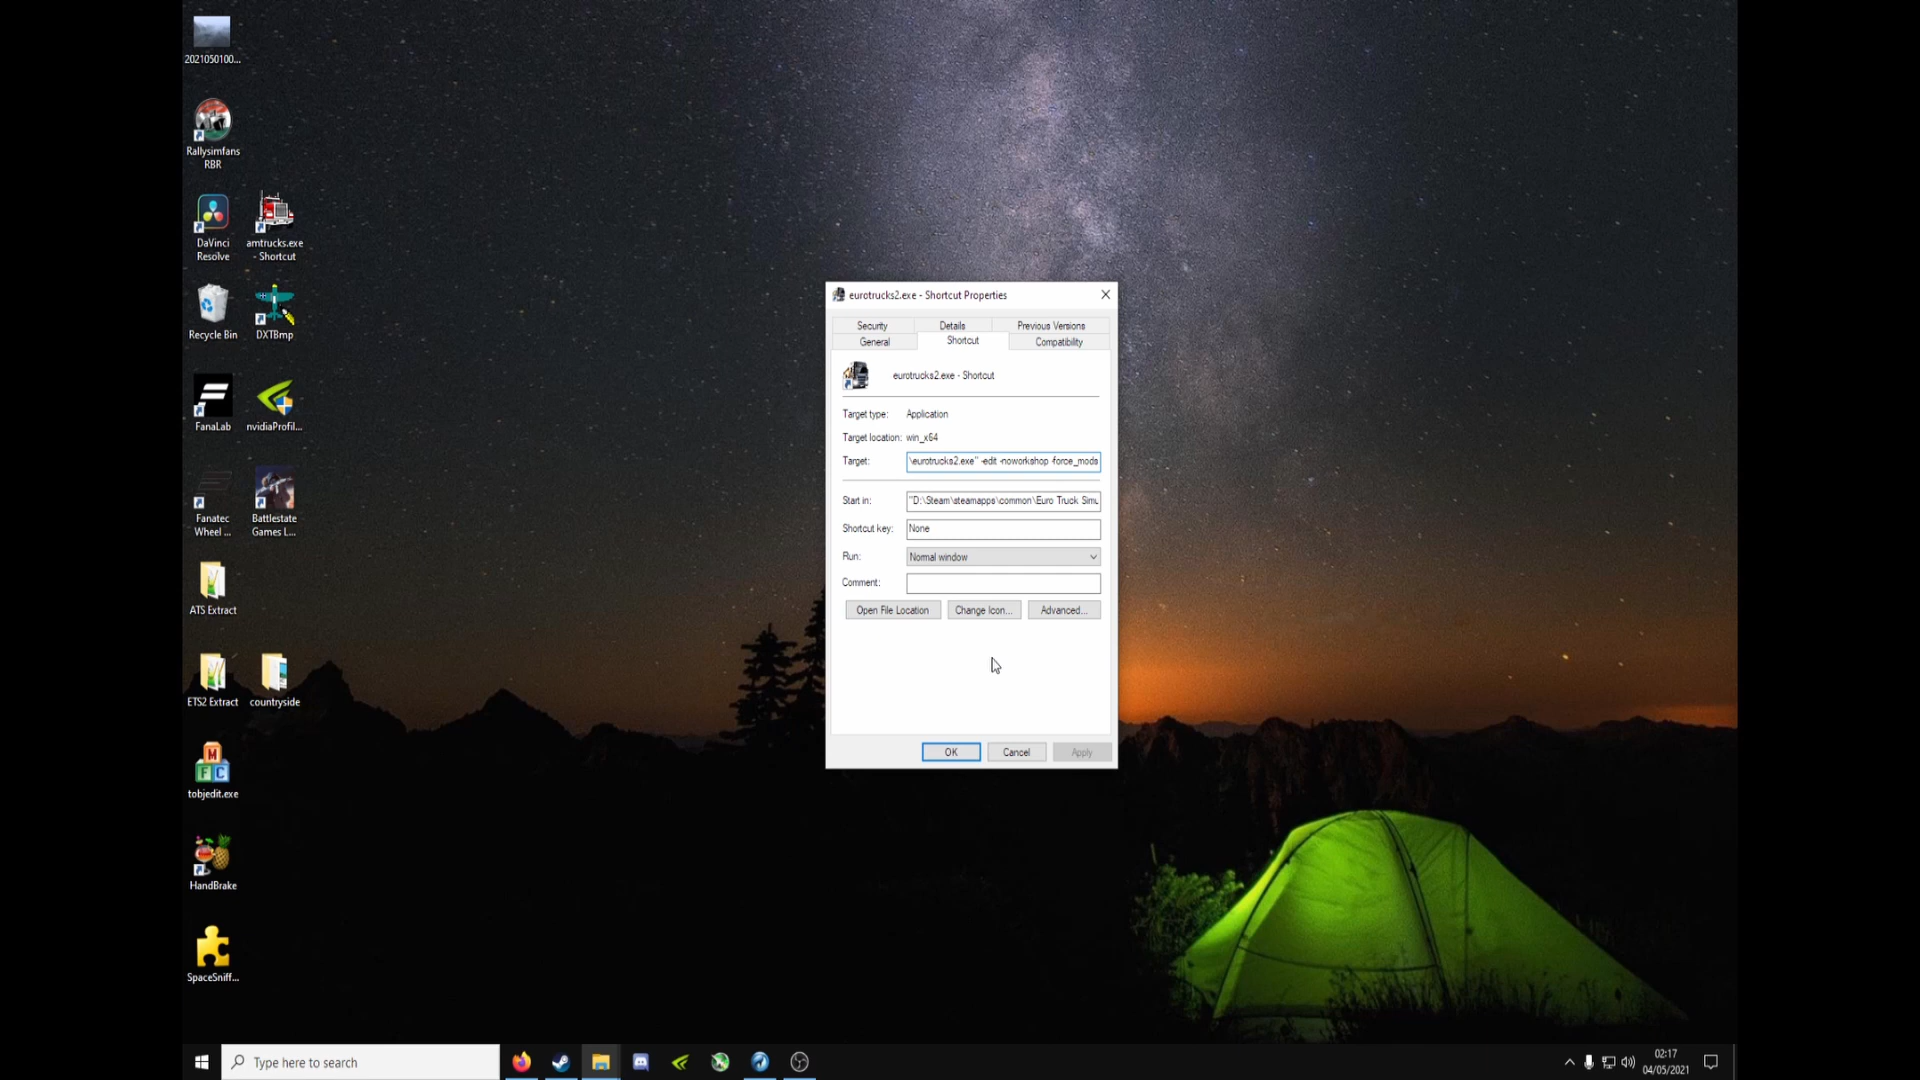 2021050100...
Rallysimfans
RBR
DaVinci
Resolve
amtrucks.exe
- Shortcut
Recycle Bin
DXTBmp
FanaLab
nvidiaProfil...
Fanatec
Wheel ...
Battlestate
Games L...
ATS Extract
ETS2 Extract
countryside
M
F C
tobjedit.exe
HandBrake
SpaceSniff...
eurotrucks2.exe - Shortcut Properties
Security
Details
Previous Versions
General
Shortcut
Compatibility
eurotrucks2.exe - Shortcut
Target type: Application
Target location: win_x64
Target: \eurotrucks2.exe" -edit -noworkshop -force_mods
Start in: "D:\Steam\steamapps\common\Euro Truck Simu
Shortcut key: None
Run: Normal window
Comment:
Open File Location
Change Icon...
Advanced...
OK
Cancel
Apply
Type here to search
02:17
04/05/2021